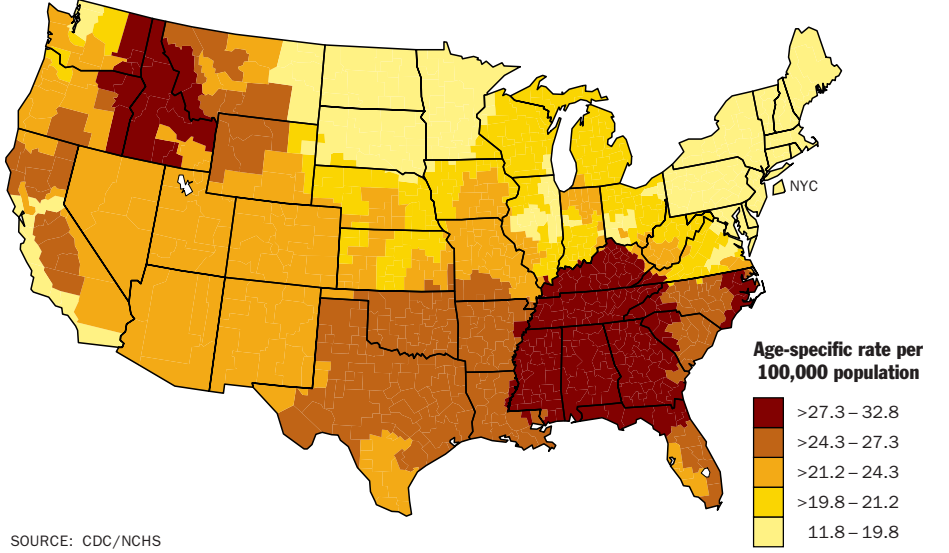 NYC
Age-specific rate per
100,000 population
>27.3 – 32.8
>24.3 – 27.3
>21.2 – 24.3
>19.8 – 21.2
11.8 – 19.8
SOURCE: CDC/NCHS